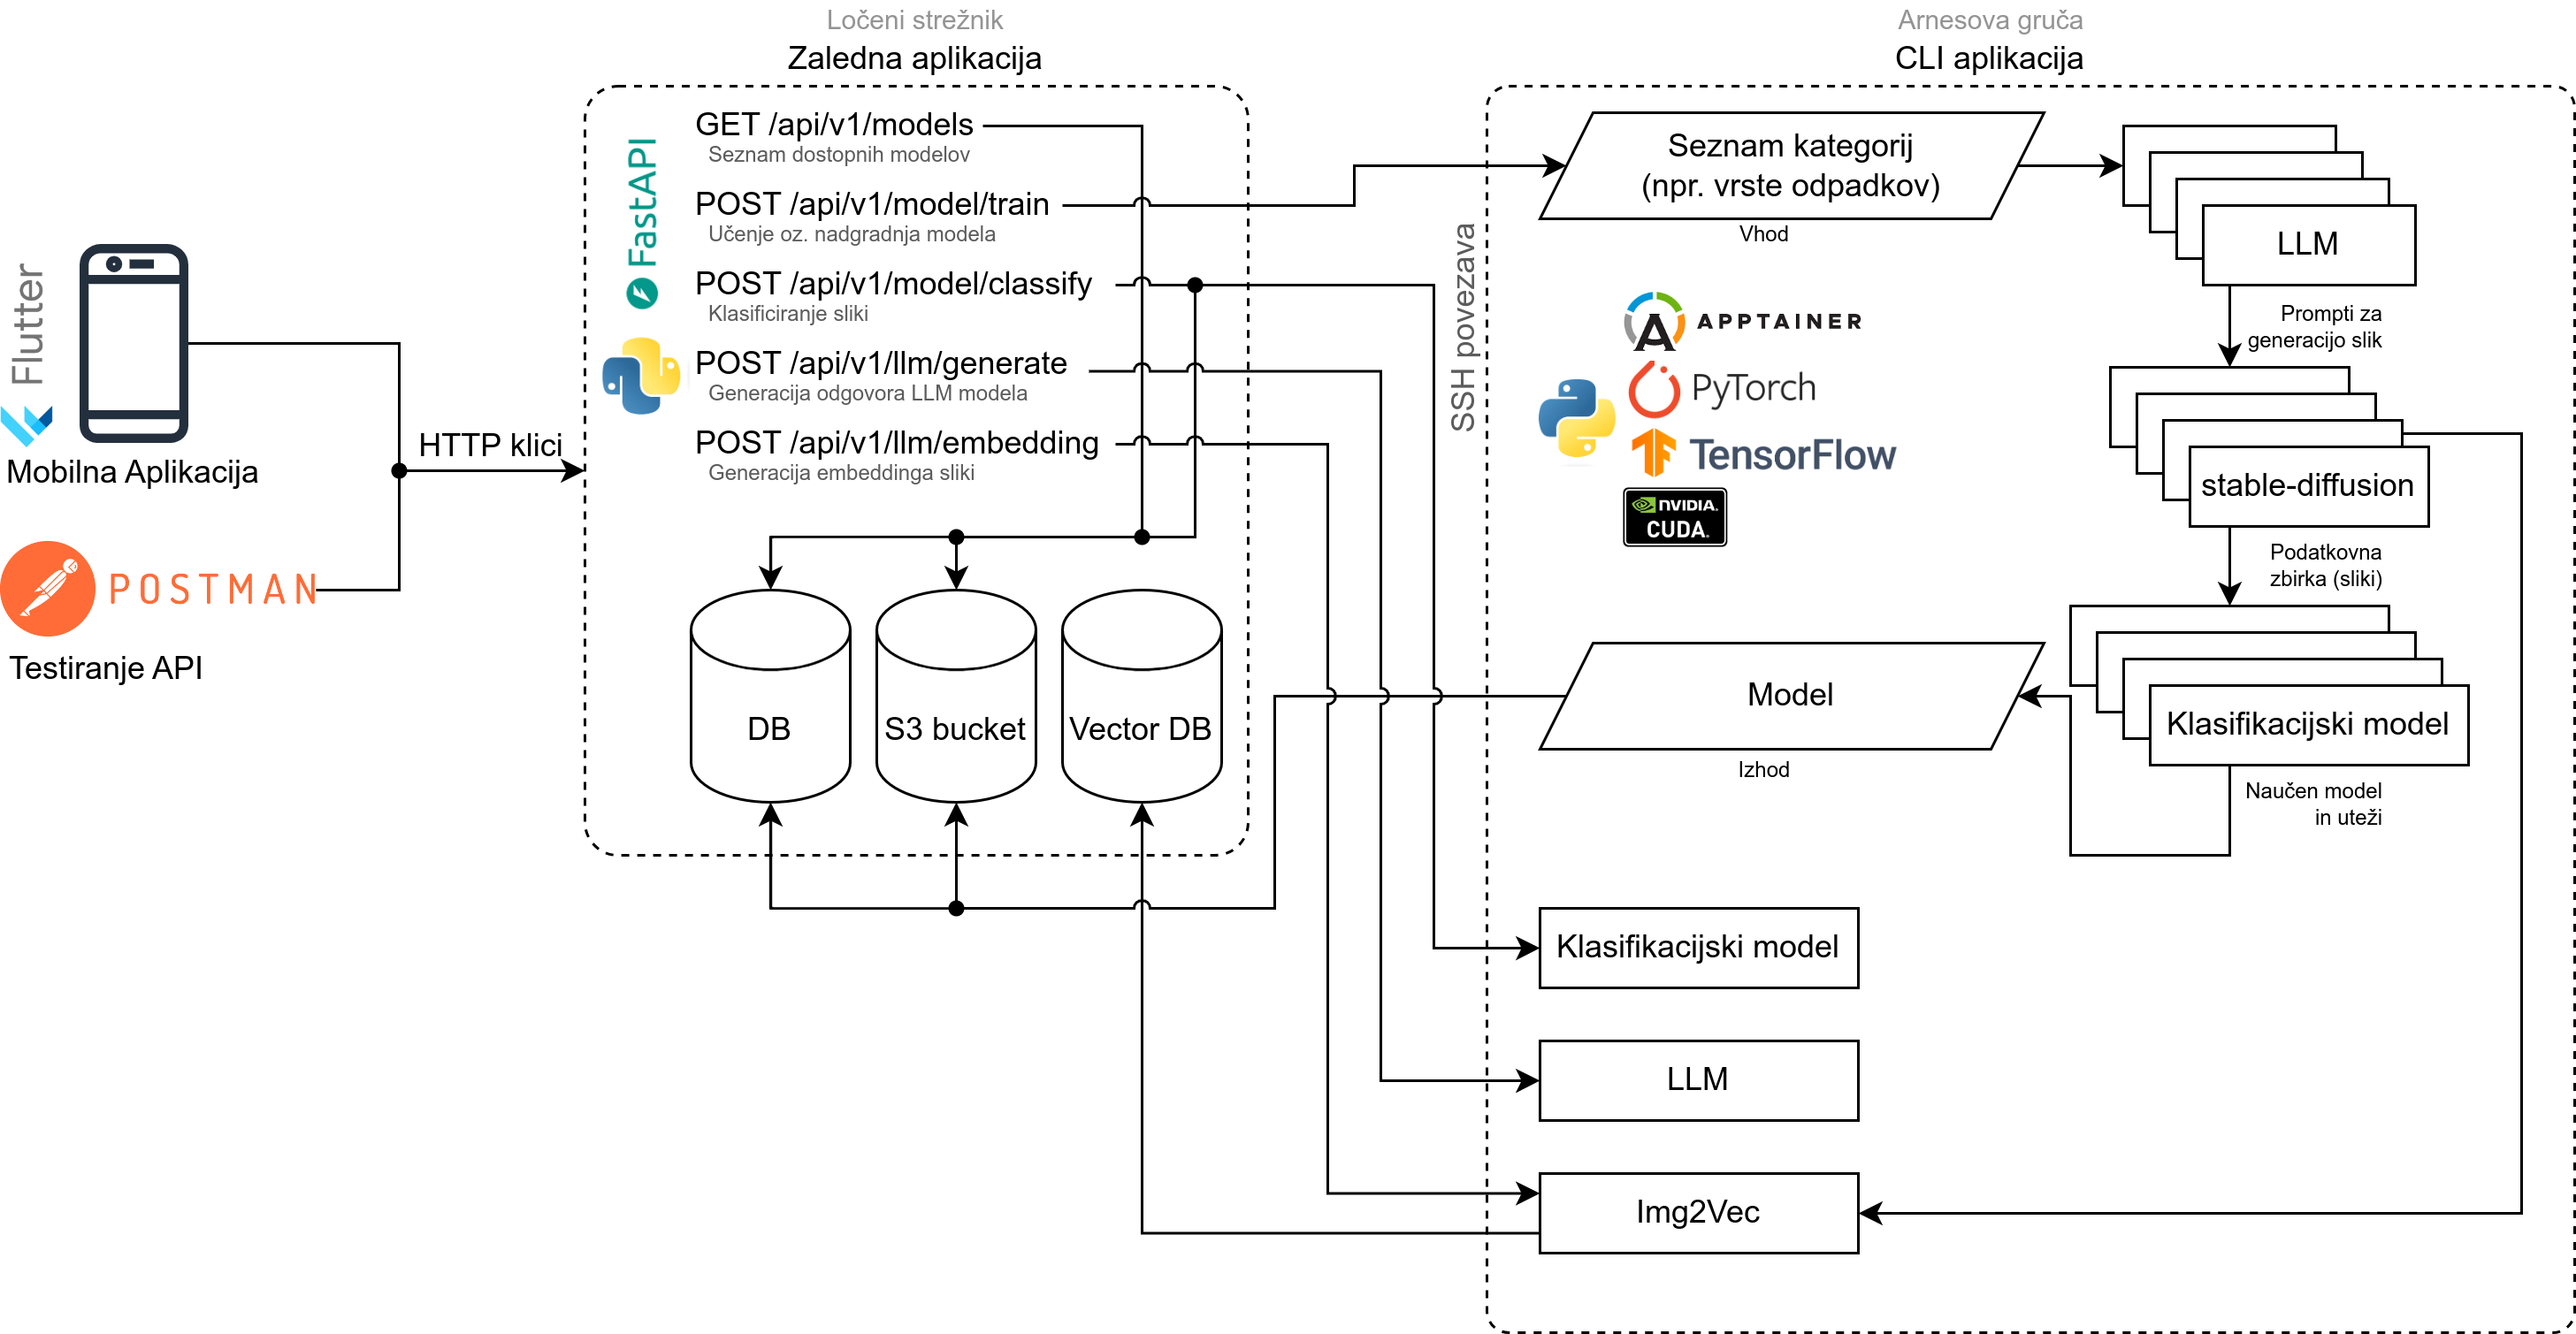 Ločeni strežnik
Zaledna aplikacija
Arnesova gruča
CLI aplikacija
Flutter
Mobilna Aplikacija
POSTMAN
Testiranje API
HTTP klici
FastAPI
GET /api/v1/models
Seznam dostopnih modelov
POST /api/v1/model/train
Učenje oz. nadgradnja modela
POST /api/v1/model/classify
Klasificiranje sliki
POST /api/v1/llm/generate
Generacija odgovora LLM modela
POST /api/v1/llm/embedding
Generacija embeddinga sliki
DB
S3 bucket
Vector DB
SSH povezava
Seznam kategorij
(npr. vrste odpadkov)
Vhod
LLM
Prompti za
generacijo slik
APPTAINER
PyTorch
TensorFlow
NVIDIA.
CUDA.
stable-diffusion
Podatkovna
zbirka (sliki)
Model
Izhod
Klasifikacijski model
Naučen model
in uteži
Klasifikacijski model
LLM
Img2Vec